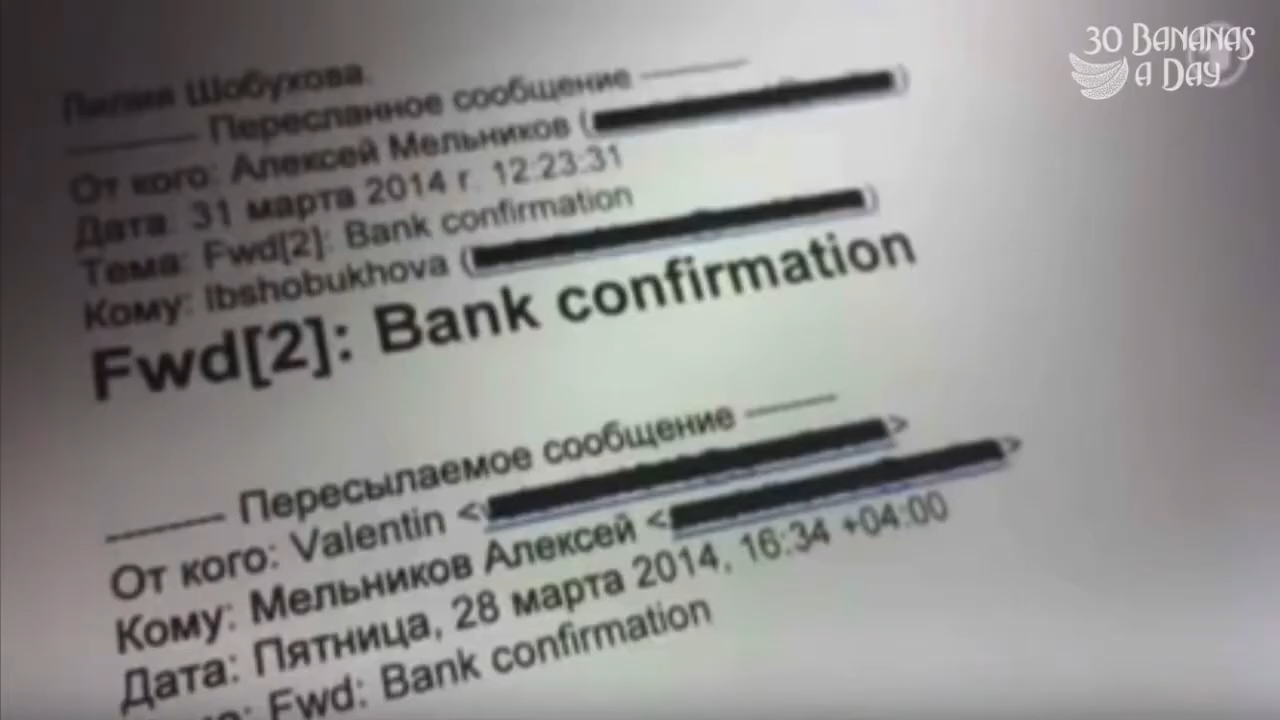 30 BANANAS
A DAY
Лилия Шобухова.
Пересланное сообщение
От кого: Алексей Мельников (
Дата: 31 марта 2014 г. 12:23:31
Тема: Fwd[2]: Bank confirmation
Кому: lbshobukhova (
Fwd[2]: Bank confirmation
Пересылаемое сообщение
От кого: Valentin <
Кому: Мельников Алексей <
Дата: Пятница, 28 марта 2014, 16:34 +04:00
Fwd: Bank confirmation